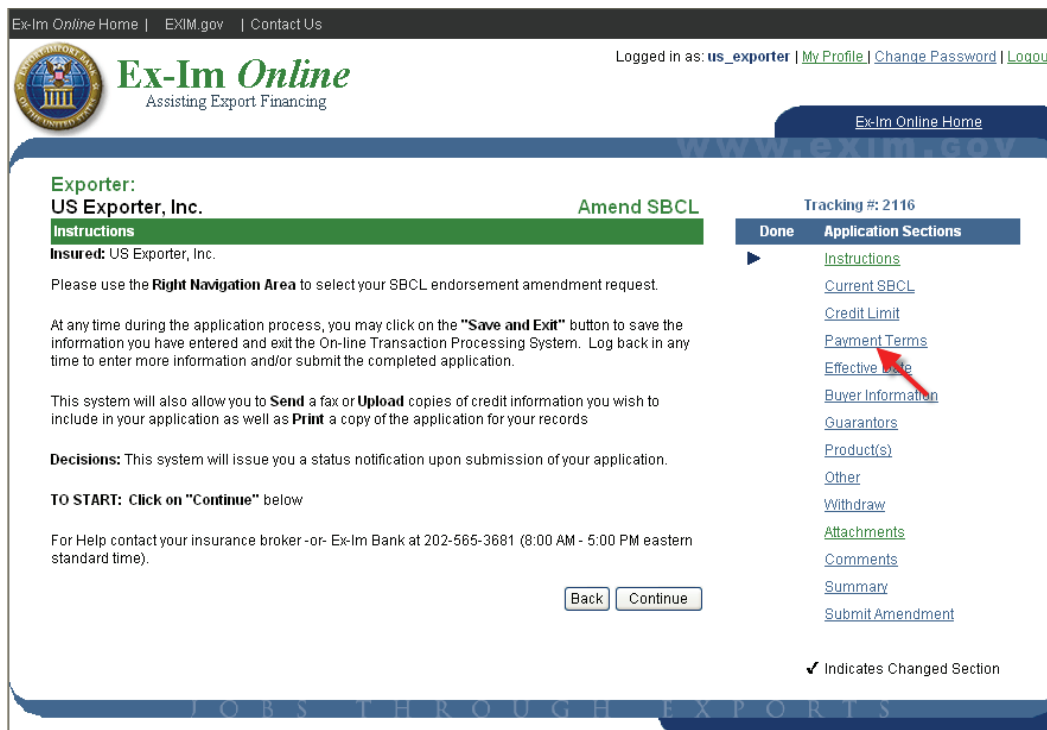 Ex-Im Online Home | EXIM.gov | Contact Us
Ex-Im Online
Assisting Export Financing
Logged in as: us_exporter | My Profile | Change Password | Logou
Ex-Im Online Home
www.exim.gov
Exporter:
US Exporter, Inc.
Amend SBCL
Instructions
Insured: US Exporter, Inc.
Please use the Right Navigation Area to select your SBCL endorsement amendment request.
At any time during the application process, you may click on the "Save and Exit" button to save the
information you have entered and exit the On-line Transaction Processing System. Log back in any
time to enter more information and/or submit the completed application.
This system will also allow you to Send a fax or Upload copies of credit information you wish to
include in your application as well as Print a copy of the application for your records
Decisions: This system will issue you a status notification upon submission of your application.
TO START: Click on "Continue" below
For Help contact your insurance broker -or- Ex-Im Bank at 202-565-3681 (8:00 AM - 5:00 PM eastern
standard time).
Back Continue
Tracking #: 2116
Done Application Sections
Instructions
Current SBCL
Credit Limit
Payment Terms
Effective Date
Buyer Information
Guarantors
Product(s)
Other
Withdraw
Attachments
Comments
Summary
Submit Amendment
✓ Indicates Changed Section
JOBS THROUGH EXPORTS